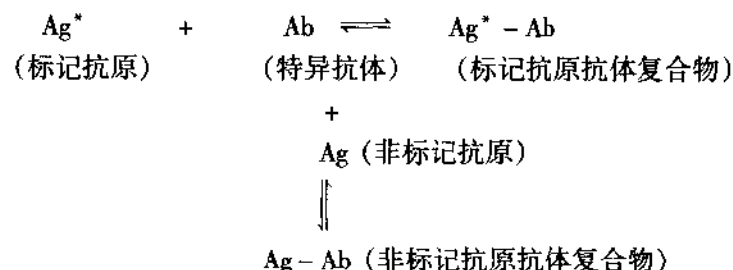 Ag* + Ab ⇌ Ag* - Ab
(标记抗原) (特异抗体) (标记抗原抗体复合物)
+
Ag (非标记抗原)
⇌
Ag - Ab (非标记抗原抗体复合物)